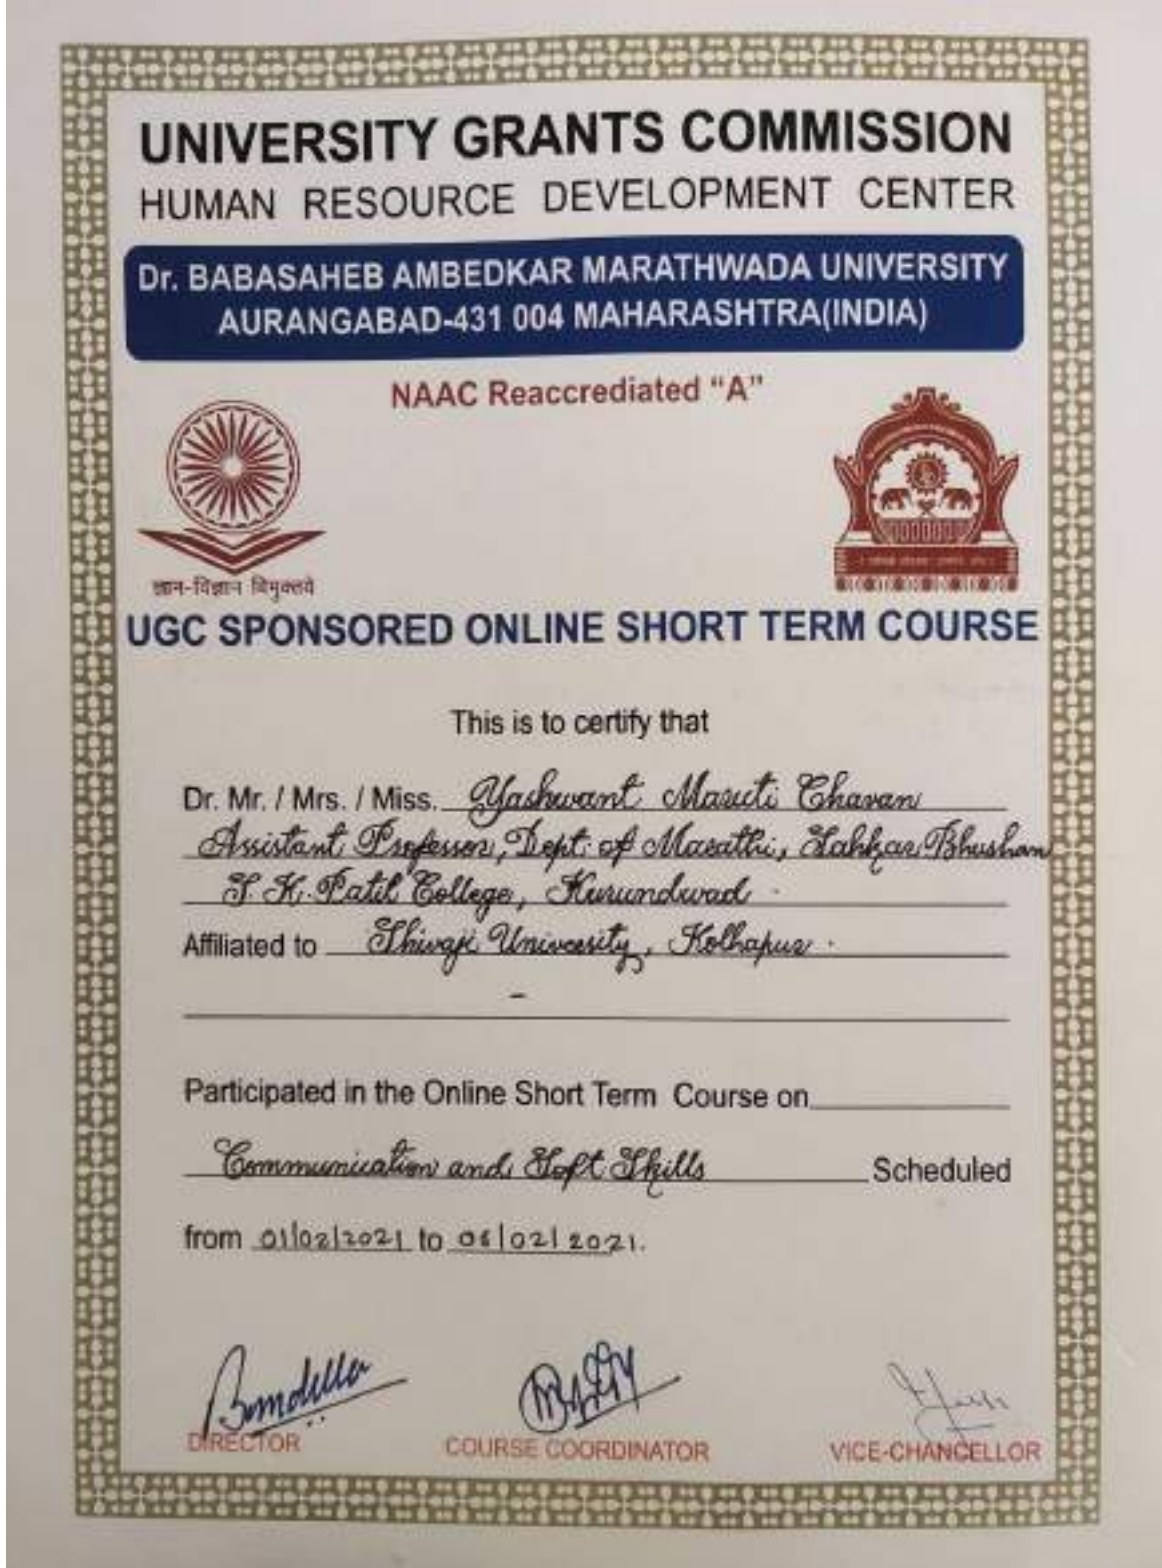 UNIVERSITY GRANTS COMMISSION
HUMAN RESOURCE DEVELOPMENT CENTER
Dr. BABASAHEB AMBEDKAR MARATHWADA UNIVERSITY
AURANGABAD-431 004 MAHARASHTRA(INDIA)
NAAC Reaccrediated “A”
ज्ञान-विज्ञान विमुक्तये
UGC SPONSORED ONLINE SHORT TERM COURSE
This is to certify that
Dr. Mr. / Mrs. / Miss. Yashwant Maruti Chavan
Assistant Professor, Dept. of Marathi, Sahkar Bhushan
S. K. Patil College, Kurundwad.
Affiliated to Shivaji University, Kolhapur.
-
Participated in the Online Short Term Course on
Communication and Soft Skills Scheduled
from 01/02/2021 to 06/02/2021.
DIRECTOR COURSE COORDINATOR VICE-CHANCELLOR